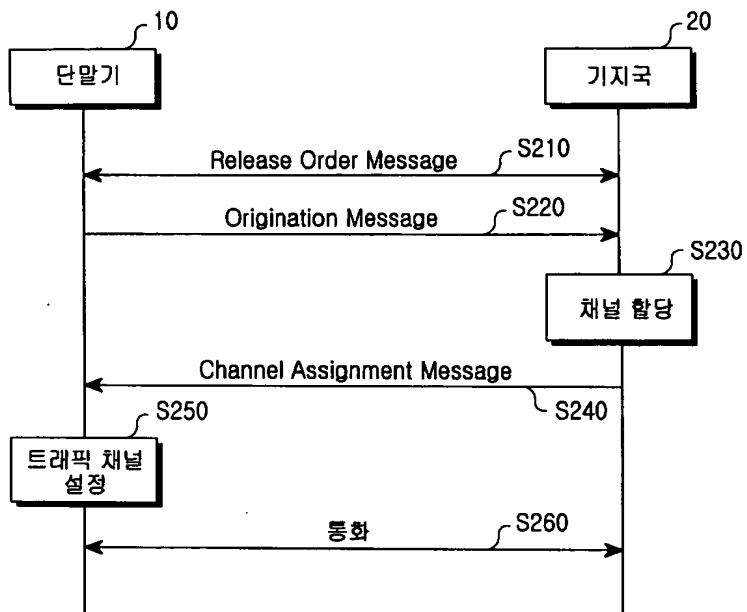 10
20
단말기
기지국
Release Order Message
S210
Origination Message
S220
S230
채널 할당
Channel Assignment Message
S240
S250
트래픽 채널
설정
통화
S260